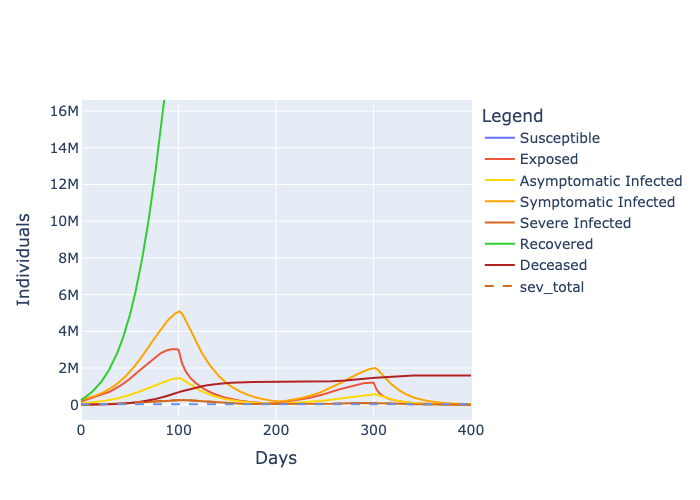 16M
14M
12M
10M
8M
6M
4M
2M
0
0
100
200
300
400
Individuals
Days
Legend
Susceptible
Exposed
Asymptomatic Infected
Symptomatic Infected
Severe Infected
Recovered
Deceased
sev_total